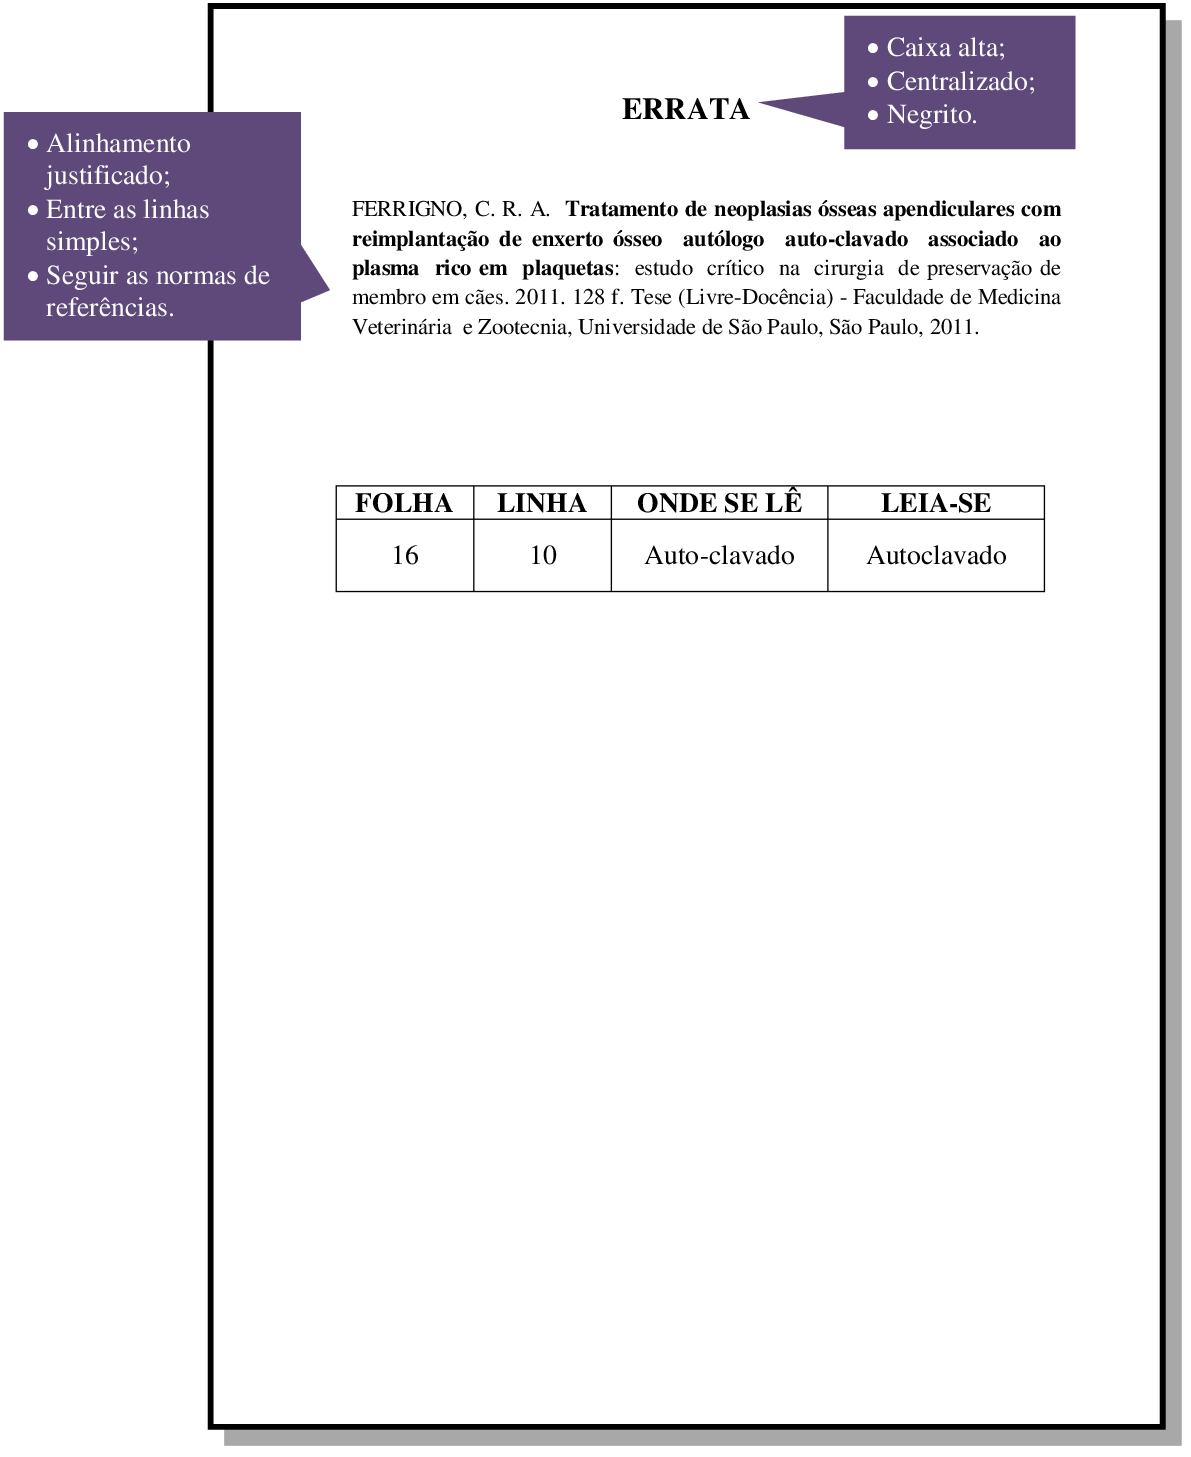 • Caixa alta;
• Centralizado;
• Negrito.
ERRATA
• Alinhamento
justificado;
• Entre as linhas
simples;
• Seguir as normas de
referências.
FERRIGNO, C. R. A. Tratamento de neoplasias ósseas apendiculares com
reimplantação de enxerto ósseo autólogo auto-clavado associado ao
plasma rico em plaquetas: estudo crítico na cirurgia de preservação de
membro em cães. 2011. 128 f. Tese (Livre-Docência) - Faculdade de Medicina
Veterinária e Zootecnia, Universidade de São Paulo, São Paulo, 2011.
FOLHA LINHA ONDE SE LÊ LEIA-SE
16 10 Auto-clavado Autoclavado